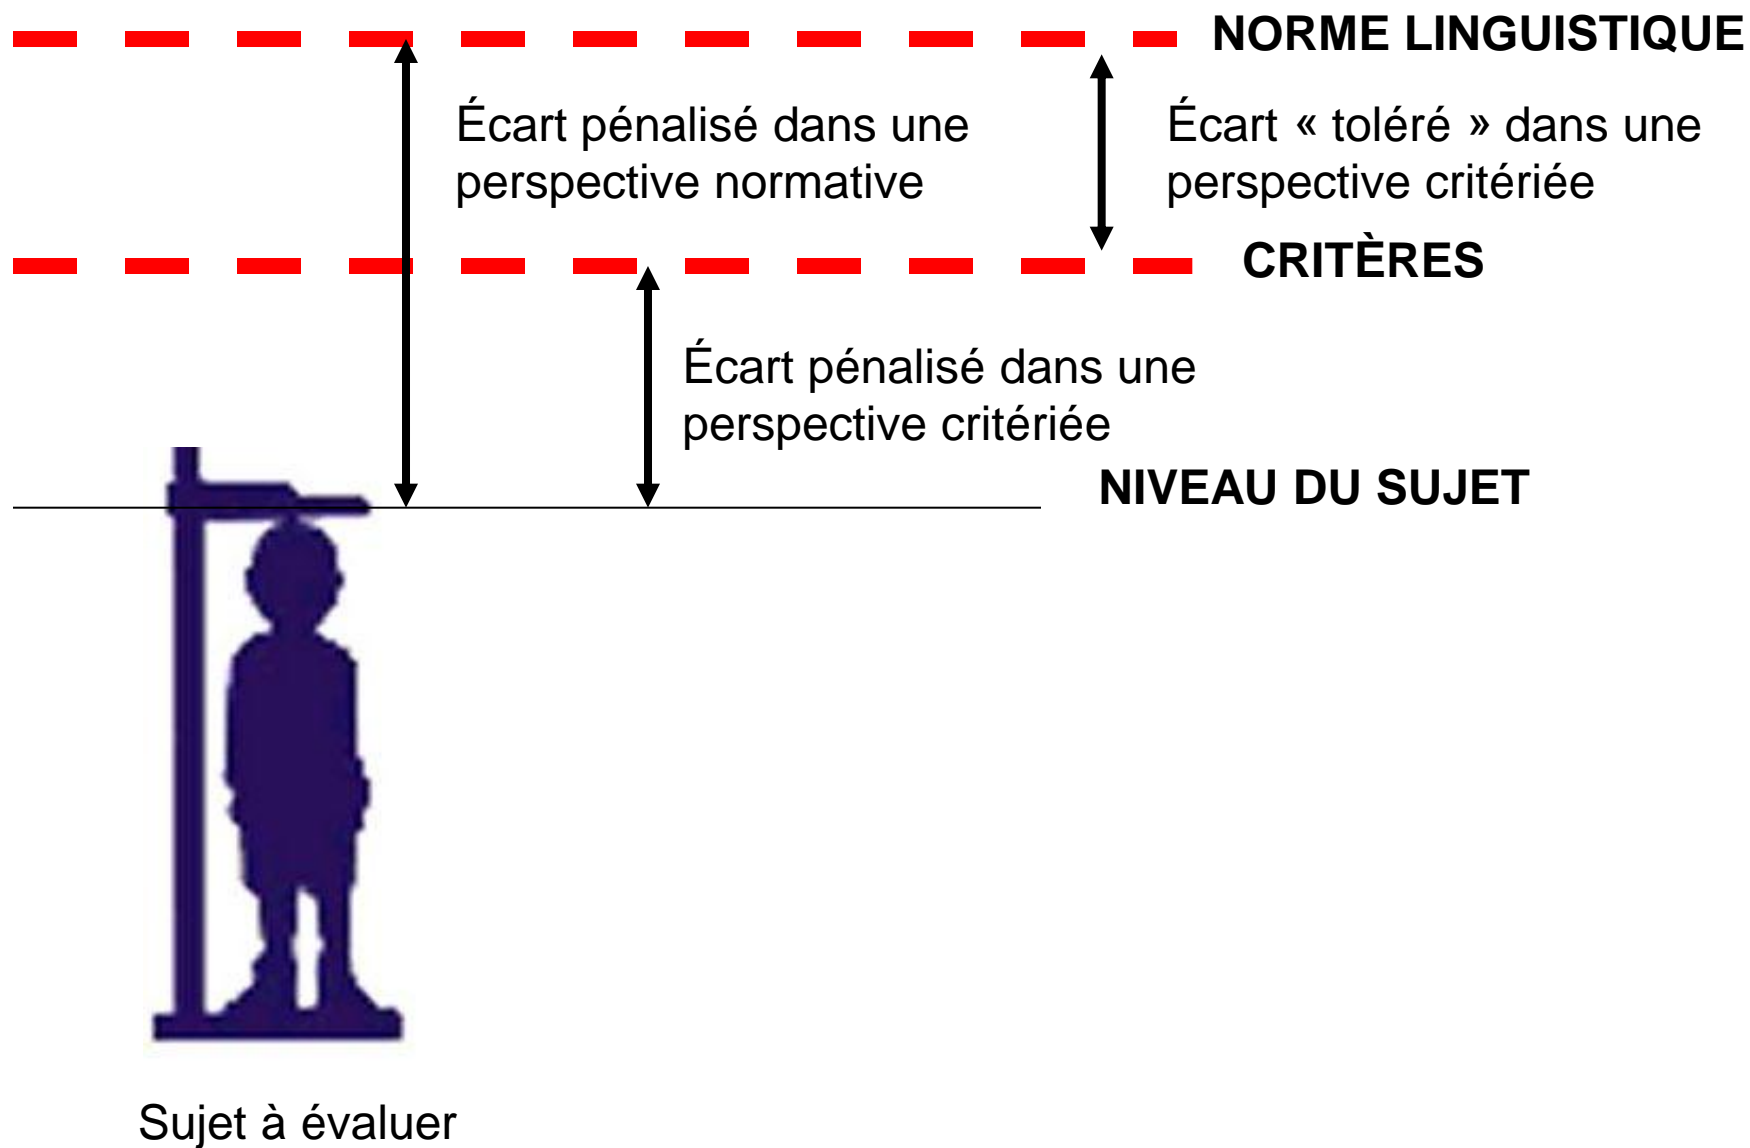 NORME LINGUISTIQUE
Écart pénalisé dans une
perspective normative
Écart « toléré » dans une
perspective critériée
CRITÈRES
Écart pénalisé dans une
perspective critériée
NIVEAU DU SUJET
Sujet à évaluer